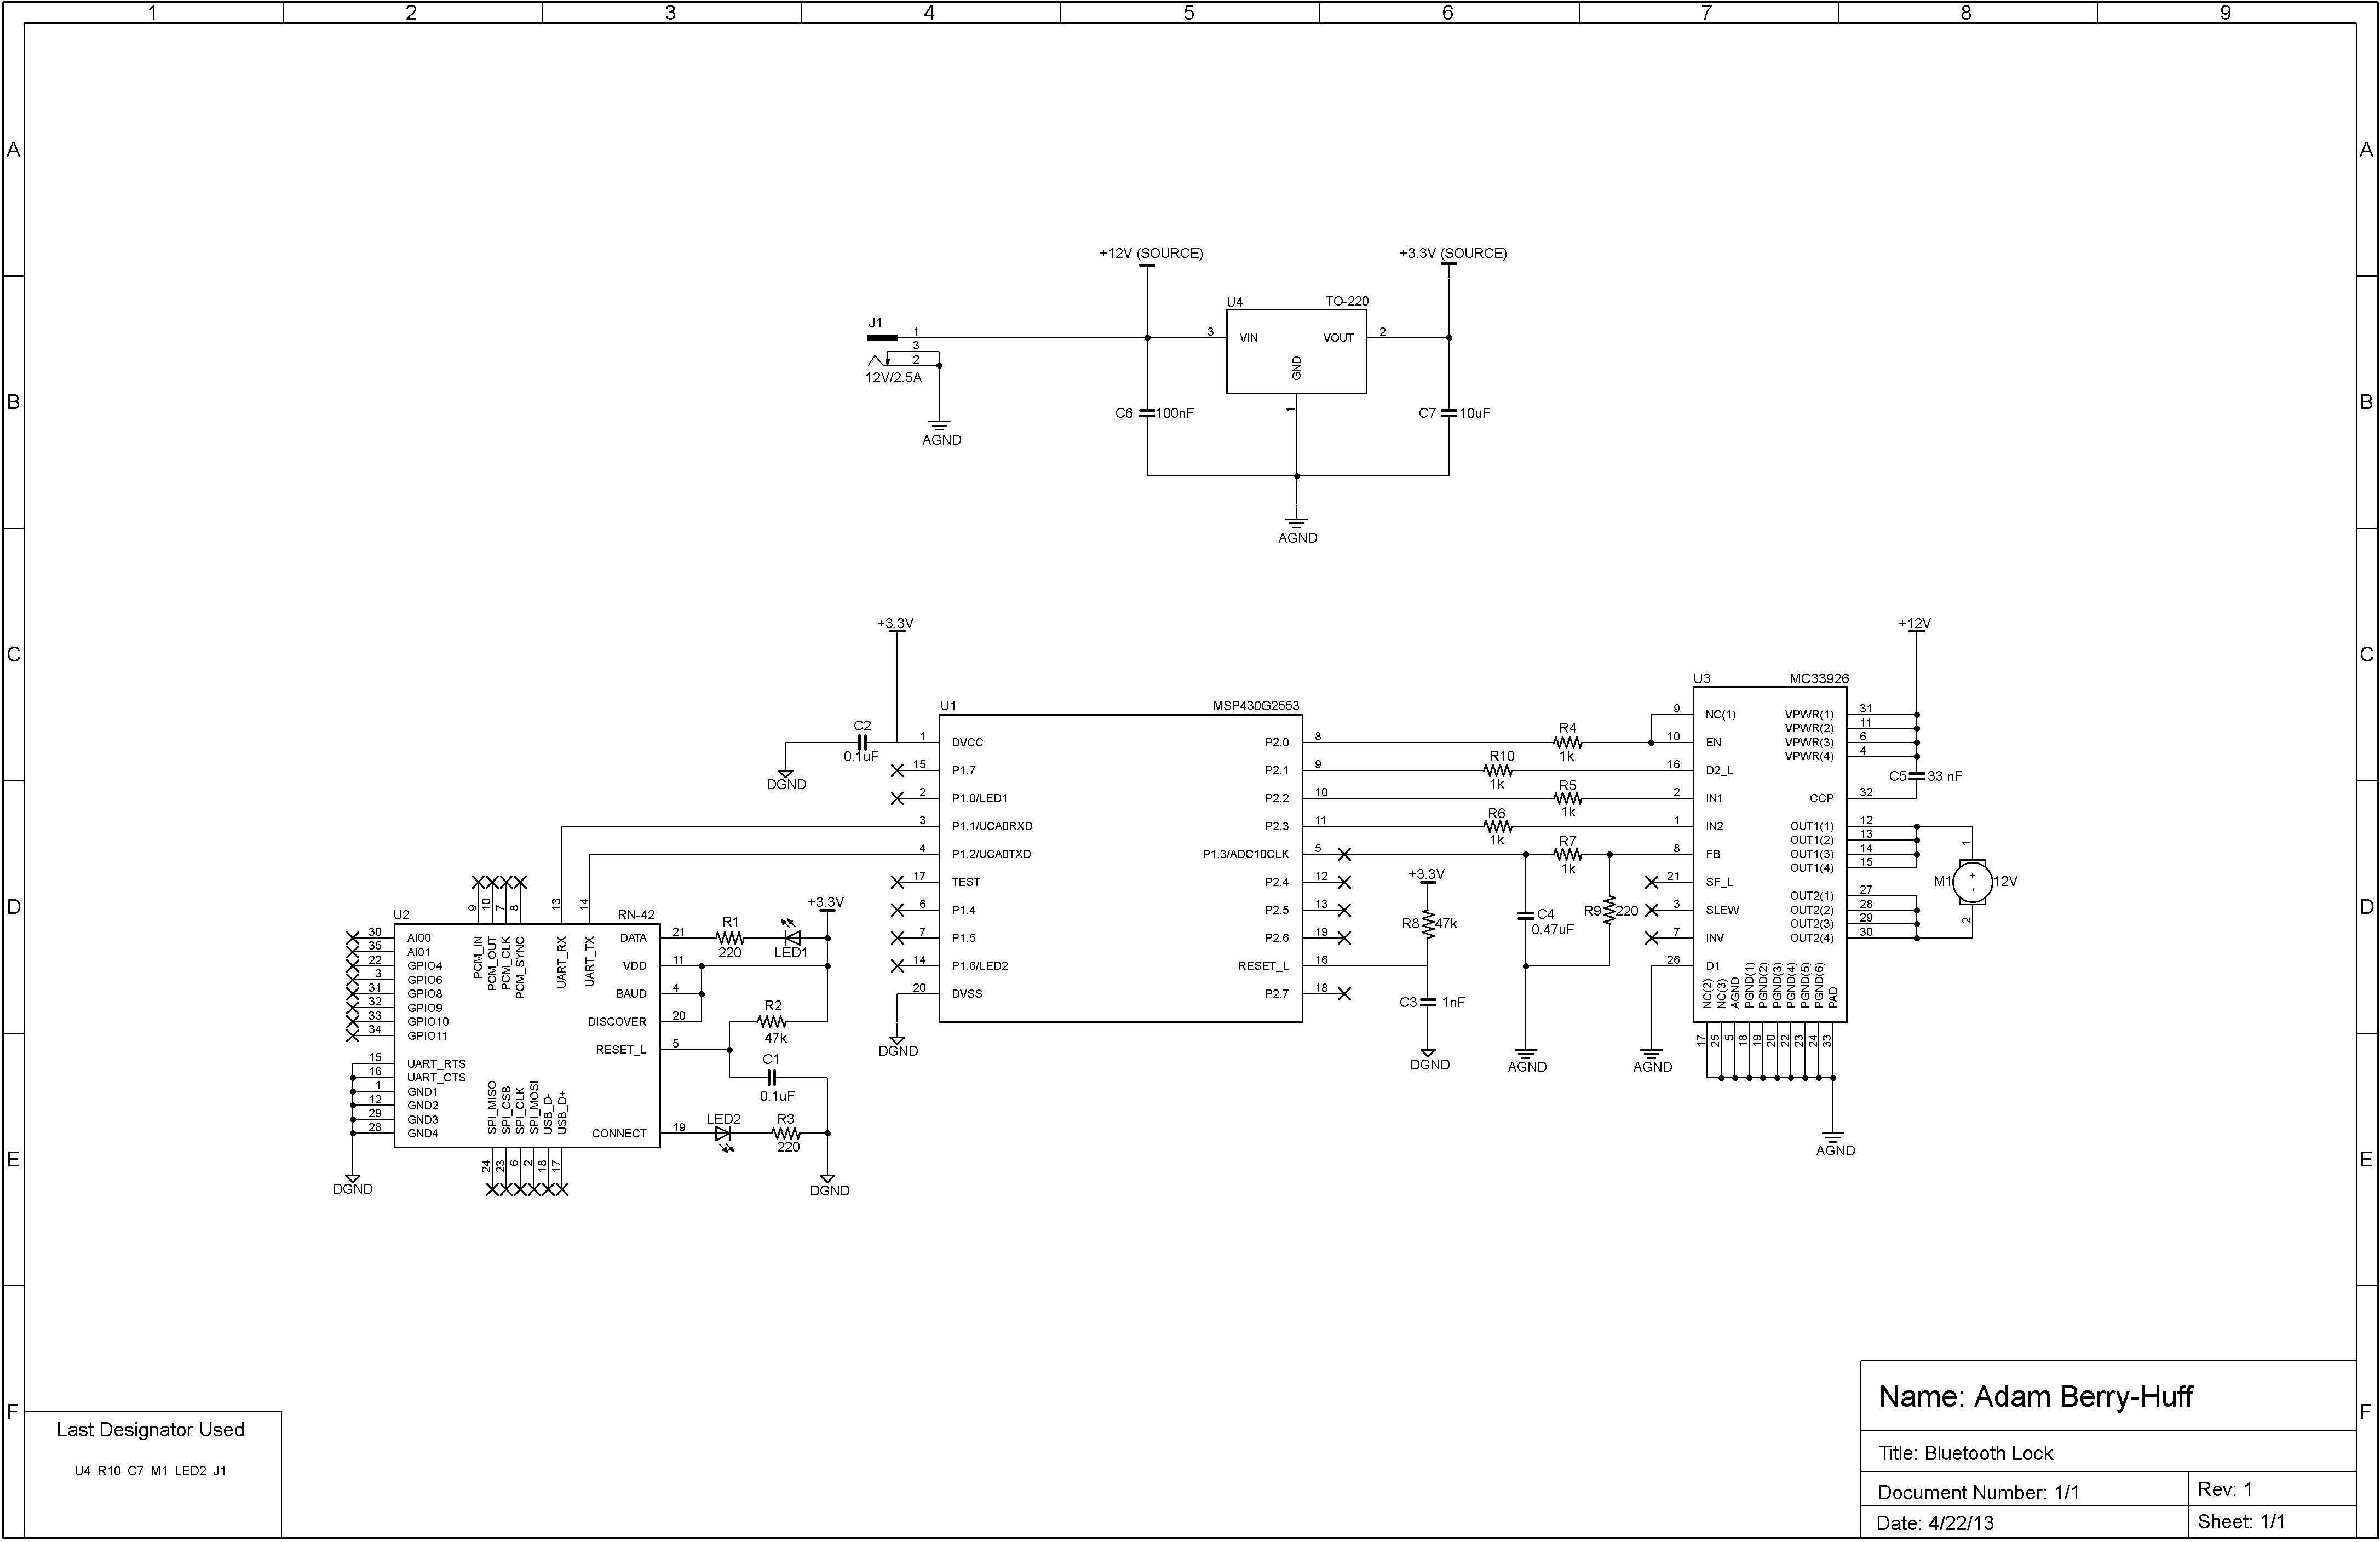 1 2 3 4 5 6 7 8 9
A A
B B
C C
D D
E E
F F
+12V (SOURCE) +3.3V (SOURCE)
U4 TO-220
J1
1
3
2
12V/2.5A
AGND
3 VIN VOUT 2
GND
1
C6 100nF
C7 10uF
AGND
+3.3V
C2
0.1uF
DGND
U1 MSP430G2553
1 DVCC
15 P1.7
2 P1.0/LED1
3 P1.1/UCA0RXD
4 P1.2/UCA0TXD
17 TEST
6 P1.4
7 P1.5
14 P1.6/LED2
20 DVSS
DGND
P2.0 8
P2.1 9
P2.2 10
P2.3 11
P1.3/ADC10CLK 5
P2.4 12
P2.5 13
P2.6 19
RESET_L 16
P2.7 18
R4
1k
R10
1k
R5
1k
R6
1k
R7
1k
+3.3V
R8 47k
C3 1nF
DGND
C4
0.47uF
R9 220
AGND
AGND
U3 MC33926
9 NC(1)
10 EN
16 D2_L
2 IN1
1 IN2
8 FB
21 SF_L
3 SLEW
7 INV
26 D1
VPWR(1) 31
VPWR(2) 11
VPWR(3) 6
VPWR(4) 4
CCP 32
OUT1(1) 12
OUT1(2) 13
OUT1(3) 14
OUT1(4) 15
OUT2(1) 27
OUT2(2) 28
OUT2(3) 29
OUT2(4) 30
NC(2) NC(3) AGND PGND(1) PGND(2) PGND(3) PGND(4) PGND(5) PGND(6) PAD
17 25 5 18 19 20 22 23 24 33
AGND
+12V
C5 33 nF
1
M1 + - 12V
2
U2 RN-42
9 10 7 8 13 14
PCM_IN PCM_OUT PCM_CLK PCM_SYNC UART_RX UART_TX
30 AI00
35 AI01
22 GPIO4
3 GPIO6
31 GPIO8
32 GPIO9
33 GPIO10
34 GPIO11
15 UART_RTS
16 UART_CTS
1 GND1
12 GND2
29 GND3
28 GND4
DGND
DATA 21
VDD 11
BAUD 4
DISCOVER 20
RESET_L 5
CONNECT 19
SPI_MISO SPI_CSB SPI_CLK SPI_MOSI USB_D- USB_D+
24 23 6 2 18 17
+3.3V
R1
220
LED1
R2
47k
C1
0.1uF
LED2
R3
220
DGND
Last Designator Used
U4 R10 C7 M1 LED2 J1
Name: Adam Berry-Huff
Title: Bluetooth Lock
Document Number: 1/1
Rev: 1
Date: 4/22/13
Sheet: 1/1